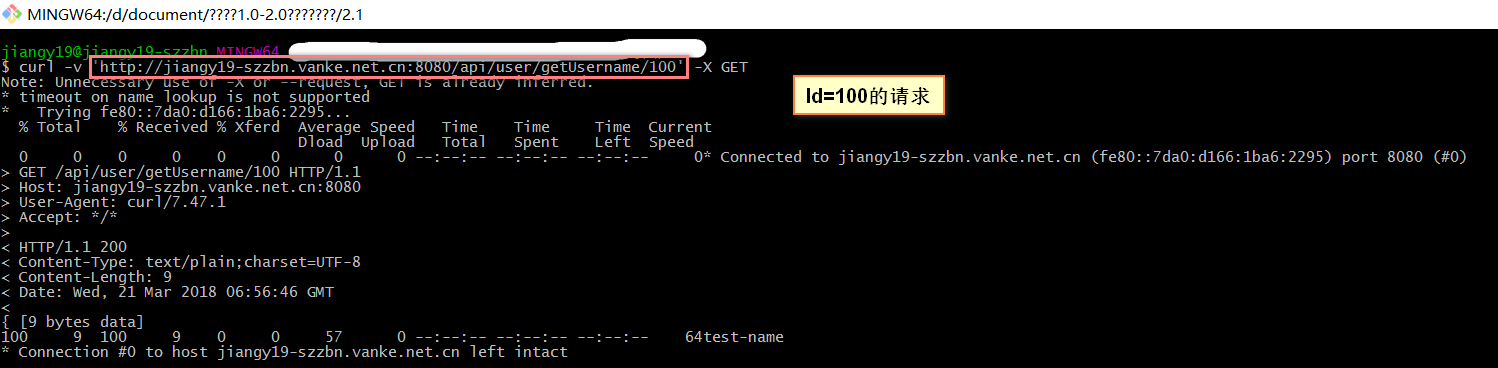 MINGW64:/d/document/????1.0-2.0???????/2.1
jiangy19@jiangy19-szzbn MINGW64
$ curl -v 'http://jiangy19-szzbn.vanke.net.cn:8080/api/user/getUsername/100' -X GET
Note: Unnecessary use of -X or --request, GET is already inferred.
* timeout on name lookup is not supported
*   Trying fe80::7da0:d166:1ba6:2295...
  % Total    % Received % Xferd  Average Speed   Time    Time     Time  Current
                                 Dload  Upload   Total   Spent    Left  Speed
  0     0    0     0    0     0      0      0 --:--:-- --:--:-- --:--:--     0* Connected to jiangy19-szzbn.vanke.net.cn (fe80::7da0:d166:1ba6:2295) port 8080 (#0)
> GET /api/user/getUsername/100 HTTP/1.1
> Host: jiangy19-szzbn.vanke.net.cn:8080
> User-Agent: curl/7.47.1
> Accept: */*
>
< HTTP/1.1 200
< Content-Type: text/plain;charset=UTF-8
< Content-Length: 9
< Date: Wed, 21 Mar 2018 06:56:46 GMT
<
{ [9 bytes data]
100     9  100     9    0     0     57      0 --:--:-- --:--:-- --:--:--    64test-name
* Connection #0 to host jiangy19-szzbn.vanke.net.cn left intact
Id=100的请求